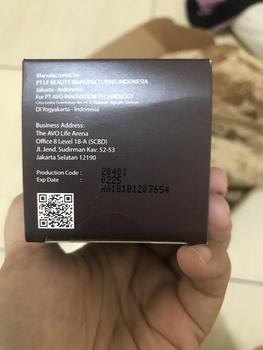 Manufactured by:
PT LF BEAUTY MANUFACTURING INDONESIA
Jakarta - Indonesia
For PT AVO INNOVATION TECHNOLOGY
DI Yogyakarta - Indonesia
Business Address:
The AVO Life Arena
Office 8 Level 18-A (SCBD)
Jl. Jend. Sudirman Kav. 52-53
Jakarta Selatan 12190
Production Code :
Exp Date :
0225